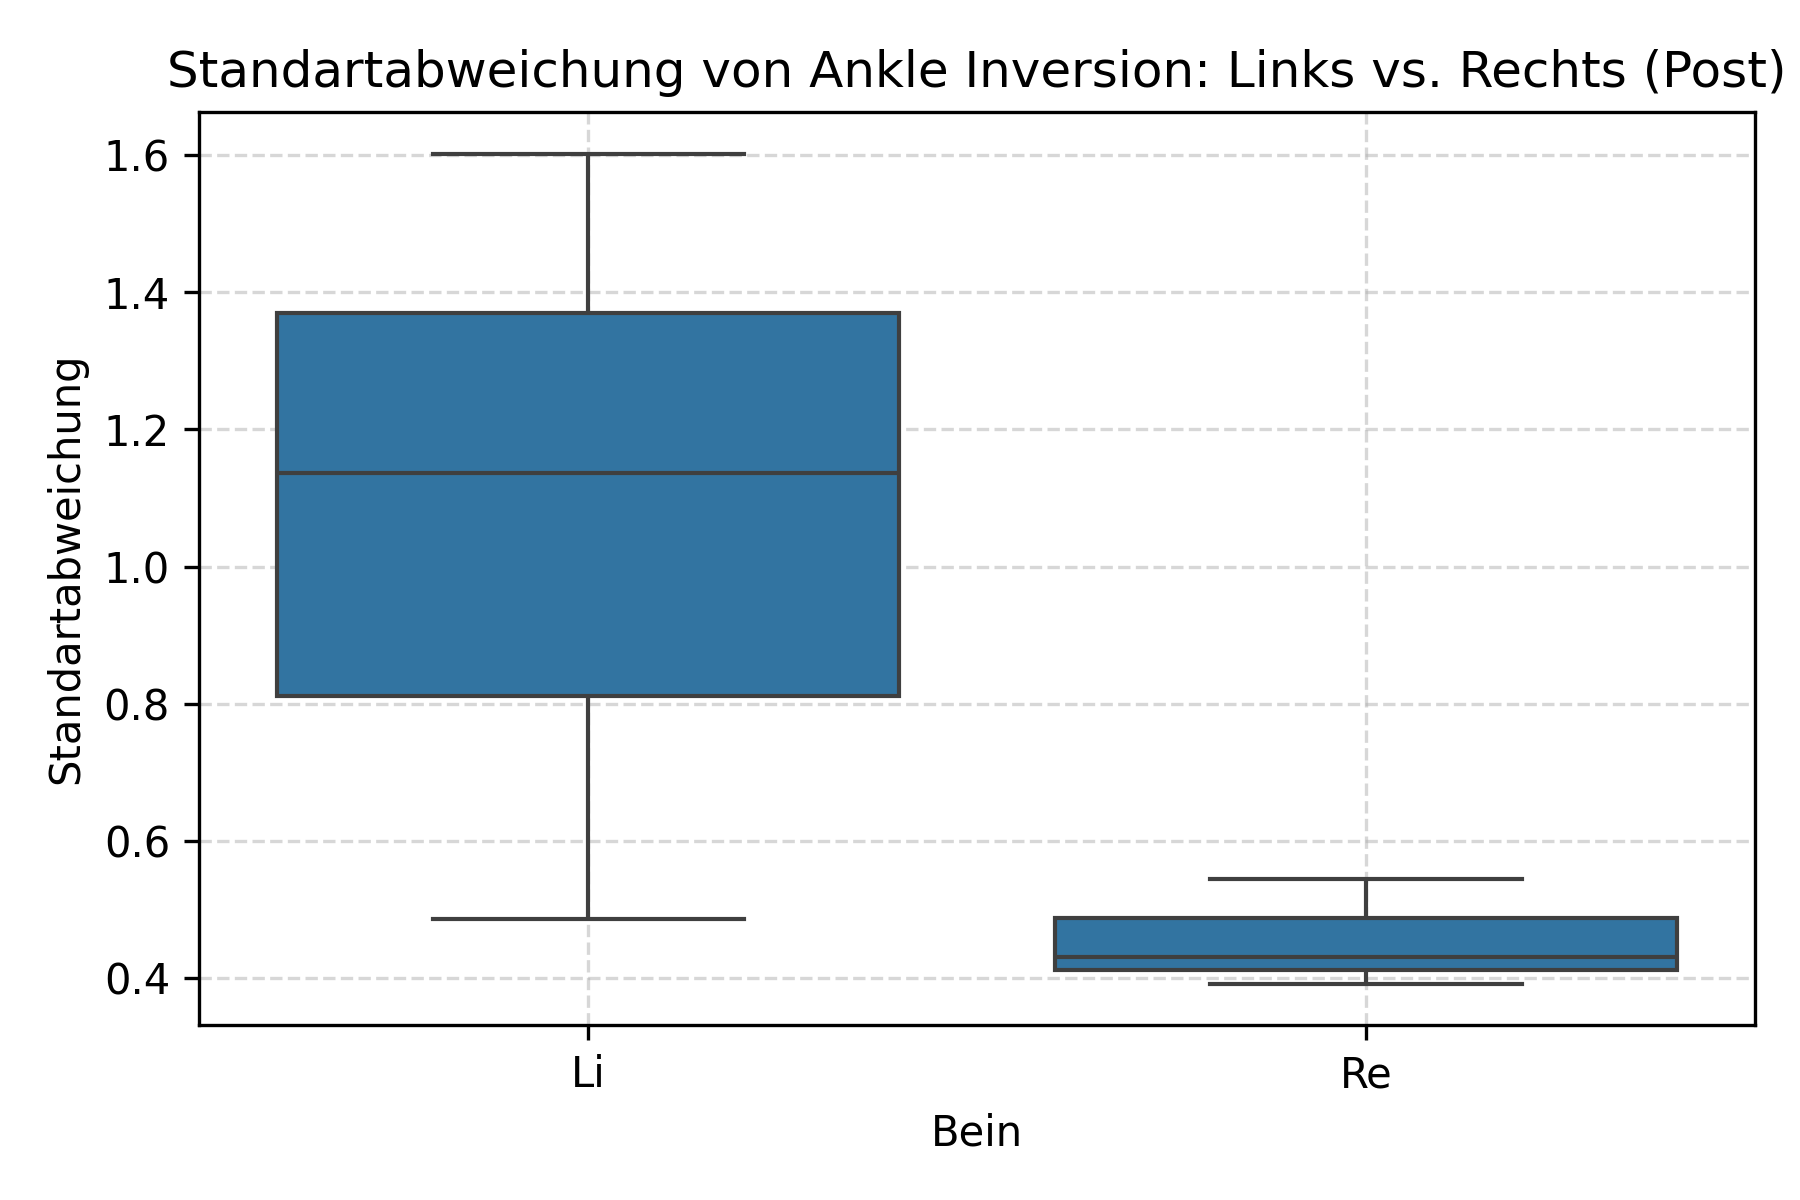 Standartabweichung von Ankle Inversion: Links vs. Rechts (Post)
Standartabweichung
1.6
1.4
1.2
1.0
0.8
0.6
0.4
Li
Re
Bein